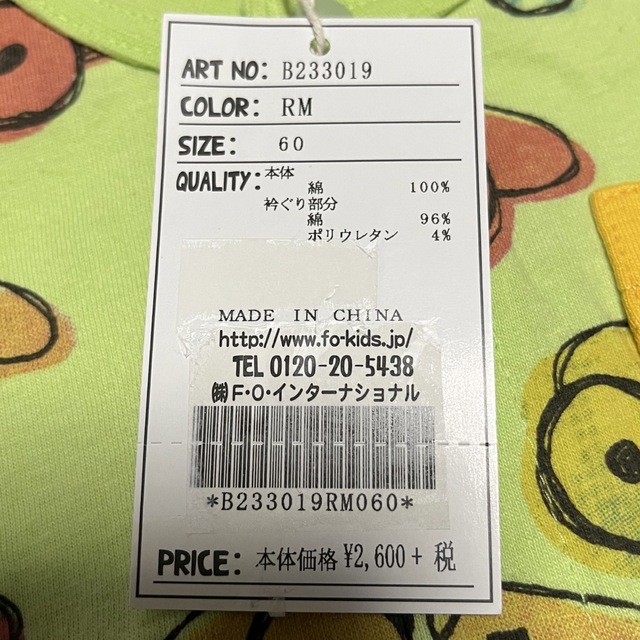 ART NO: B233019
COLOR: RM
SIZE: 60
QUALITY: 本体
綿 100%
衿ぐり部分
綿 96%
ポリウレタン 4%
MADE IN CHINA
http://www.fo-kids.jp/
TEL 0120-20-5438
㈱F・O・インターナショナル
*B233019RM060*
PRICE: 本体価格 ¥2,600+ 税